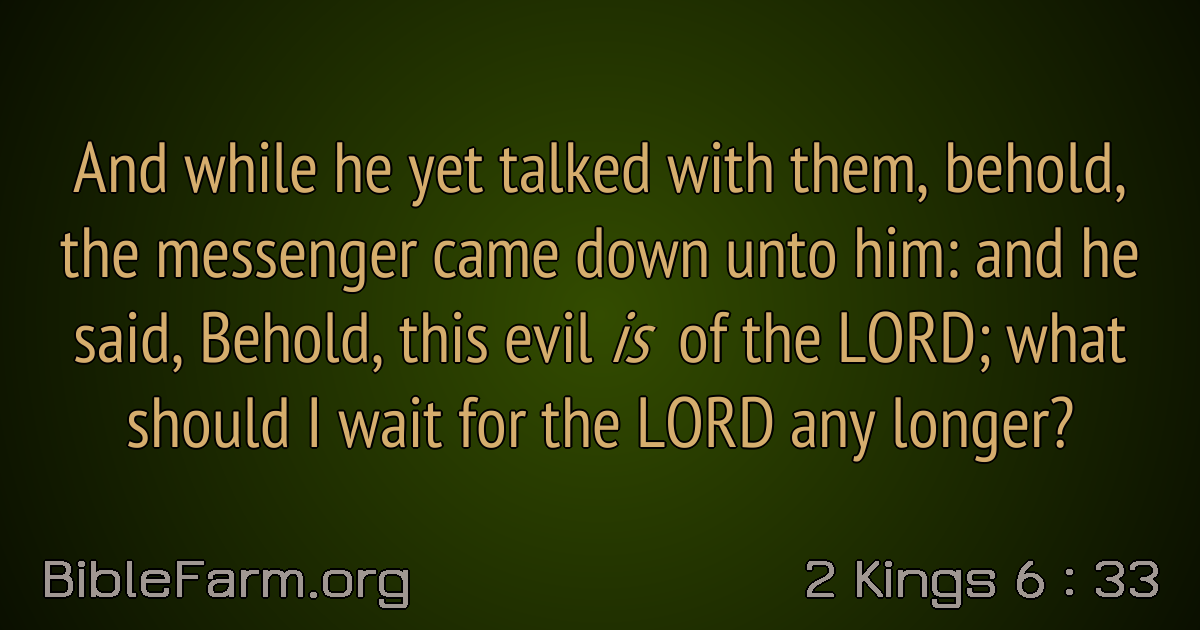 And while he yet talked with them, behold,
the messenger came down unto him: and he
said, Behold, this evil is of the LORD; what
should I wait for the LORD any longer?
BibleFarm.org
2 Kings 6 : 33